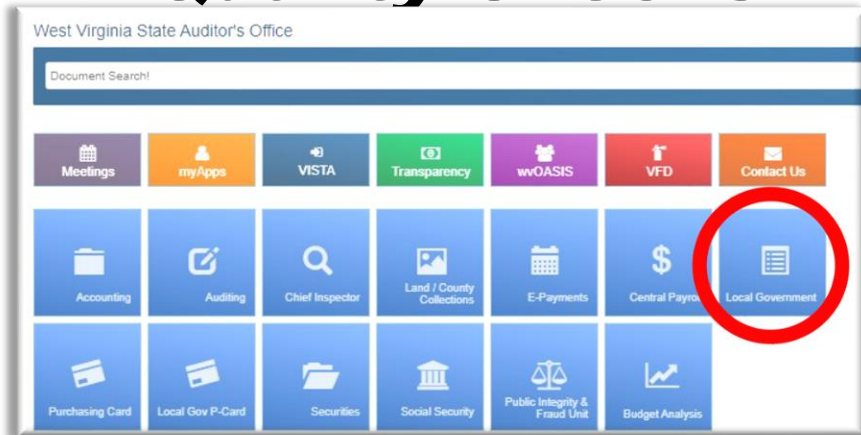 West Virginia State Auditor's Office
Document Search!
Meetings
myApps
VISTA
Transparency
wvOASIS
VFD
Contact Us
Accounting
Auditing
Chief Inspector
Land / County
Collections
E-Payments
Central Payroll
Local Government
Purchasing Card
Local Gov P-Card
Securities
Social Security
Public Integrity &
Fraud Unit
Budget Analysis